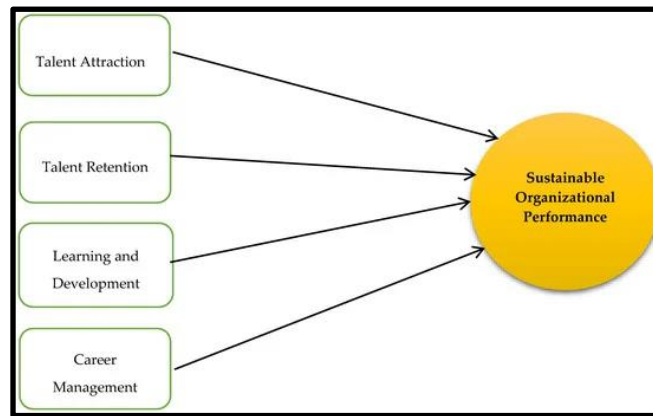 Talent Attraction
Talent Retention
Learning and
Development
Career
Management
Sustainable
Organizational
Performance